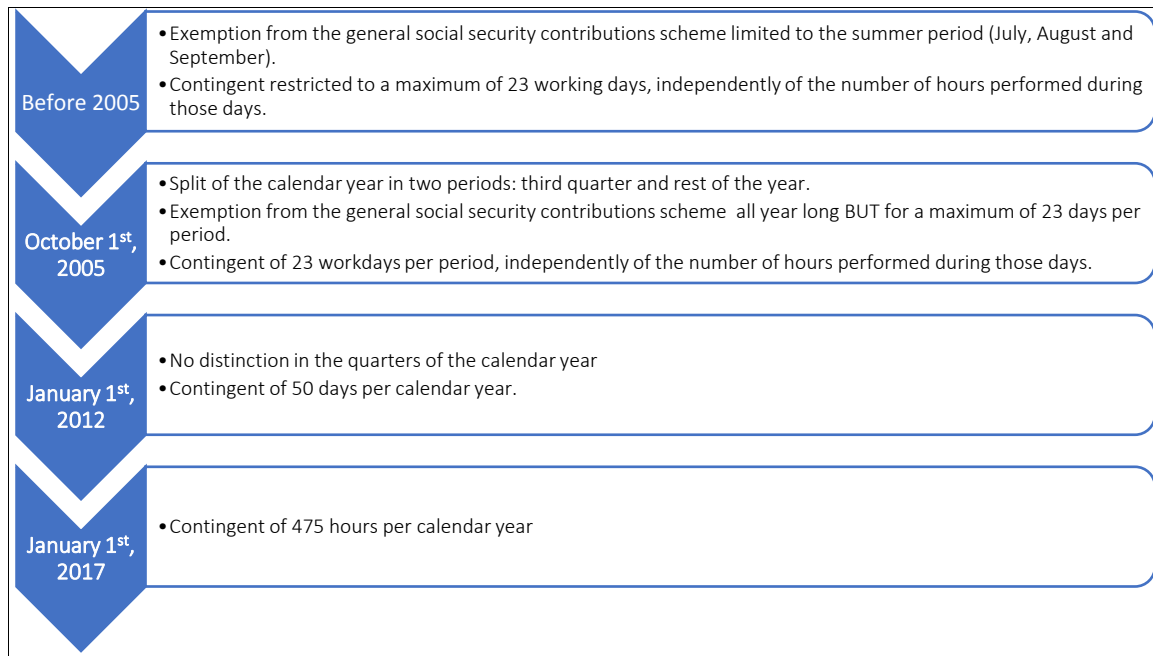 Before 2005
•Exemption from the general social security contributions scheme limited to the summer period (July, August and
September).
•Contingent restricted to a maximum of 23 working days, independently of the number of hours performed during
those days.
October 1st,
2005
•Split of the calendar year in two periods: third quarter and rest of the year.
•Exemption from the general social security contributions scheme  all year long BUT for a maximum of 23 days per
period.
•Contingent of 23 workdays per period, independently of the number of hours performed during those days.
January 1st,
2012
•No distinction in the quarters of the calendar year
•Contingent of 50 days per calendar year.
January 1st,
2017
•Contingent of 475 hours per calendar year